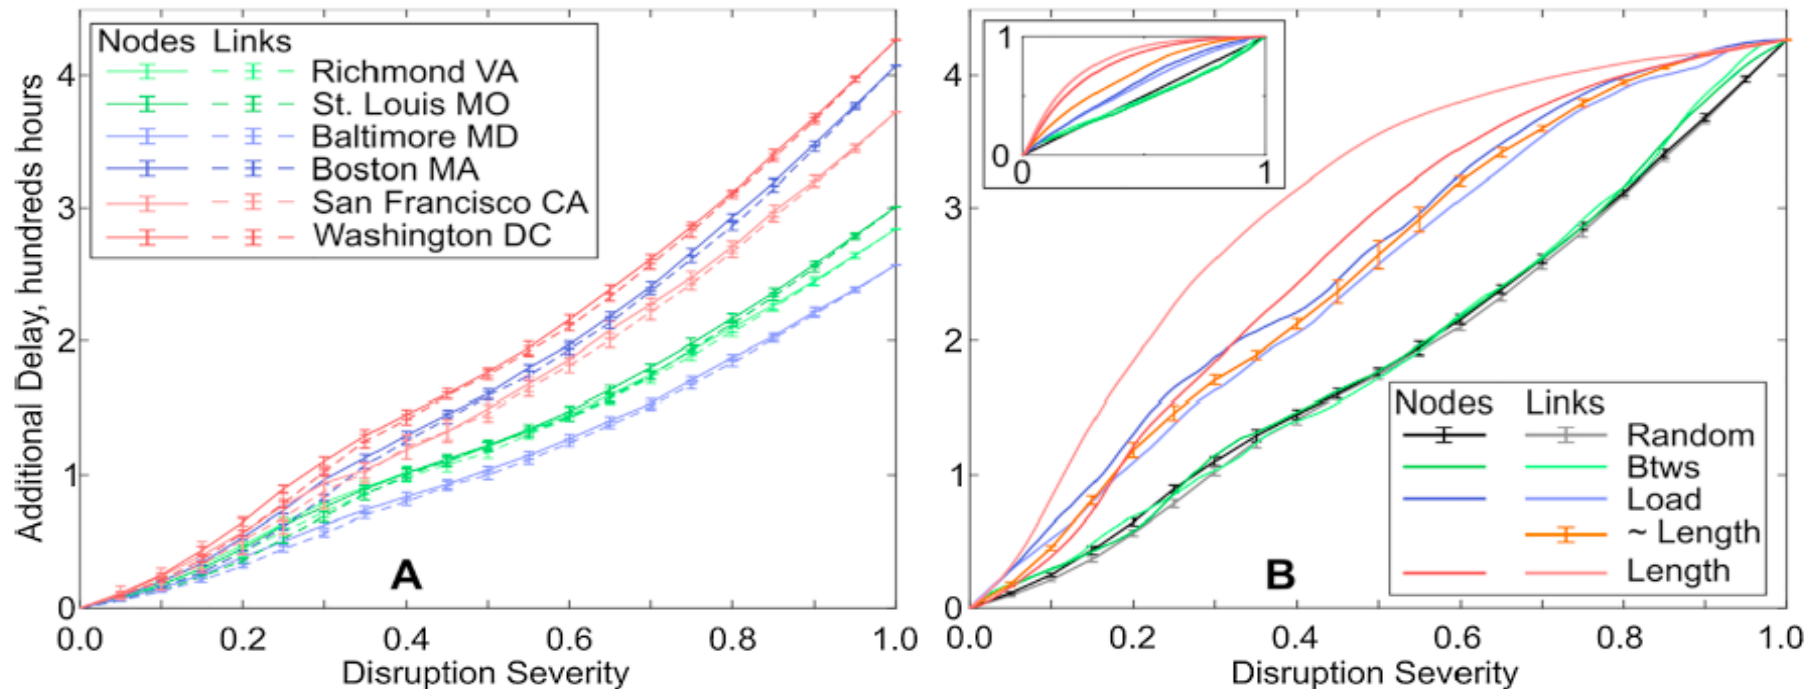 Additional Delay, hundreds hours
4
3
2
1
0
Nodes Links
Richmond VA
St. Louis MO
Baltimore MD
Boston MA
San Francisco CA
Washington DC
A
0.0 0.2 0.4 0.6 0.8 1.0
Disruption Severity
4
3
2
1
0
1
0
0 1
Nodes Links
Random
Btws
Load
~ Length
Length
B
0.0 0.2 0.4 0.6 0.8 1.0
Disruption Severity